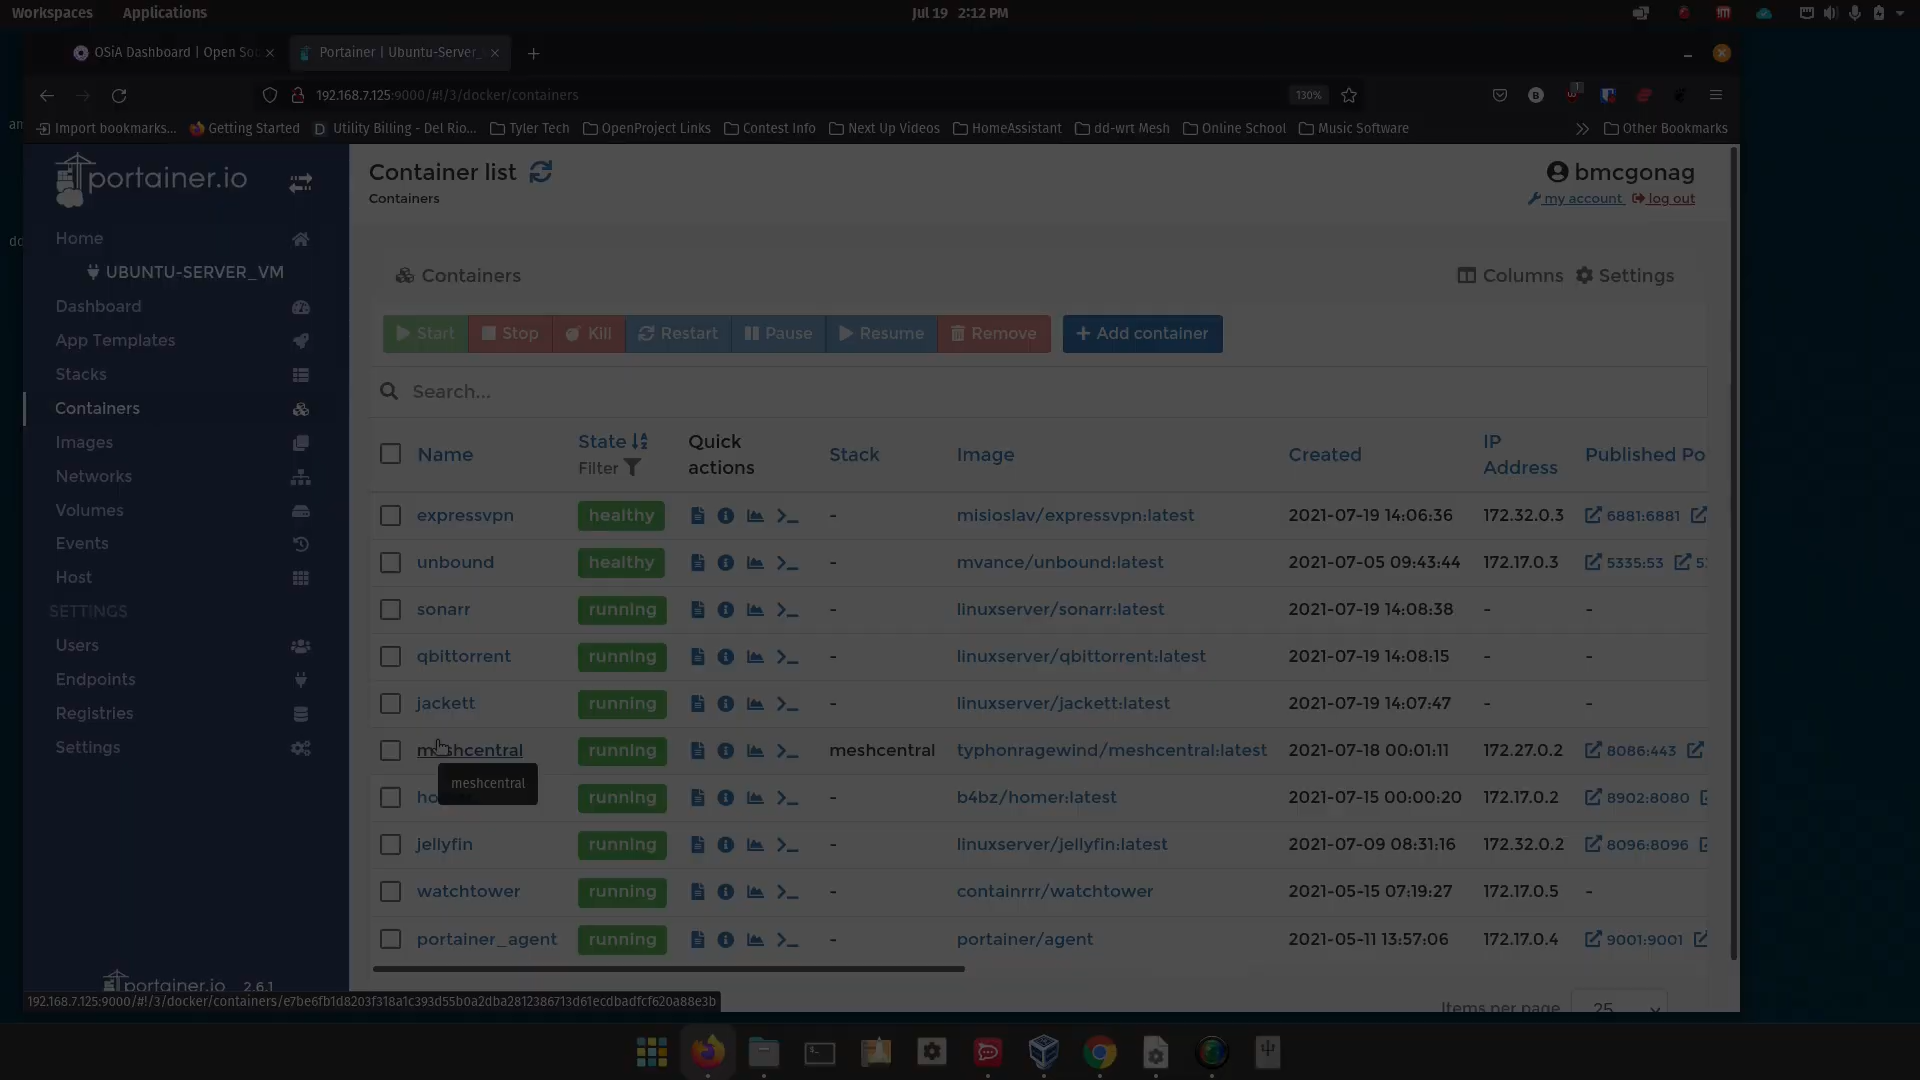 Workspaces Applications Jul 19 2:12 PM
OSiA Dashboard | Open So Portainer | Ubuntu-Server_
192.168.7.125:9000/#!/3/docker/containers 130%
Import bookmarks... Getting Started Utility Billing - Del Rio... Tyler Tech OpenProject Links Contest Info Next Up Videos HomeAssistant dd-wrt Mesh Online School Music Software Other Bookmarks
portainer.io
Container list bmcgonag
Containers my account log out
Home
UBUNTU-SERVER_VM
Dashboard
App Templates
Stacks
Containers
Images
Networks
Volumes
Events
Host
SETTINGS
Users
Endpoints
Registries
Settings
portainer.io 2.6.1
Containers Columns Settings
Start Stop Kill Restart Pause Resume Remove + Add container
Search...
Name State Filter Quick actions Stack Image Created IP Address Published Po
expressvpn healthy - misioslav/expressvpn:latest 2021-07-19 14:06:36 172.32.0.3 6881:6881
unbound healthy - mvance/unbound:latest 2021-07-05 09:43:44 172.17.0.3 5335:53
sonarr running - linuxserver/sonarr:latest 2021-07-19 14:08:38 - -
qbittorrent running - linuxserver/qbittorrent:latest 2021-07-19 14:08:15 - -
jackett running - linuxserver/jackett:latest 2021-07-19 14:07:47 - -
meshcentral running meshcentral typhonragewind/meshcentral:latest 2021-07-18 00:01:11 172.27.0.2 8086:443
meshcentral
running - b4bz/homer:latest 2021-07-15 00:00:20 172.17.0.2 8902:8080
jellyfin running - linuxserver/jellyfin:latest 2021-07-09 08:31:16 172.32.0.2 8096:8096
watchtower running - containrrr/watchtower 2021-05-15 07:19:27 172.17.0.5 -
portainer_agent running - portainer/agent 2021-05-11 13:57:06 172.17.0.4 9001:9001
Items per page 25
192.168.7.125:9000/#!/3/docker/containers/e7be6fb1d8203f318a1c393d55b0a2dba2812386713d61ecdbadfcf620a88e3b